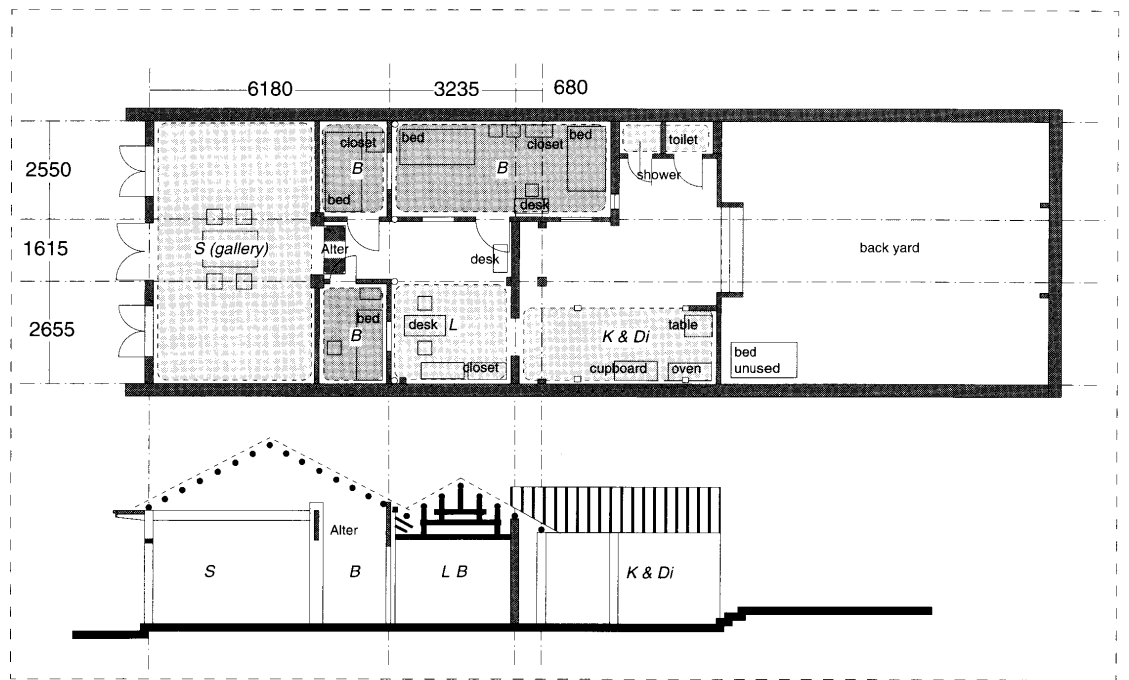 6180 3235 680
2550
1615
2655
closet
B
bed
bed
closet
bed
B
desk
toilet
shower
S (gallery)
Alter
desk
back yard
bed
B
desk
L
closet
K & Di
table
cupboard
oven
bed
unused
Alter
S
B
L B
K & Di